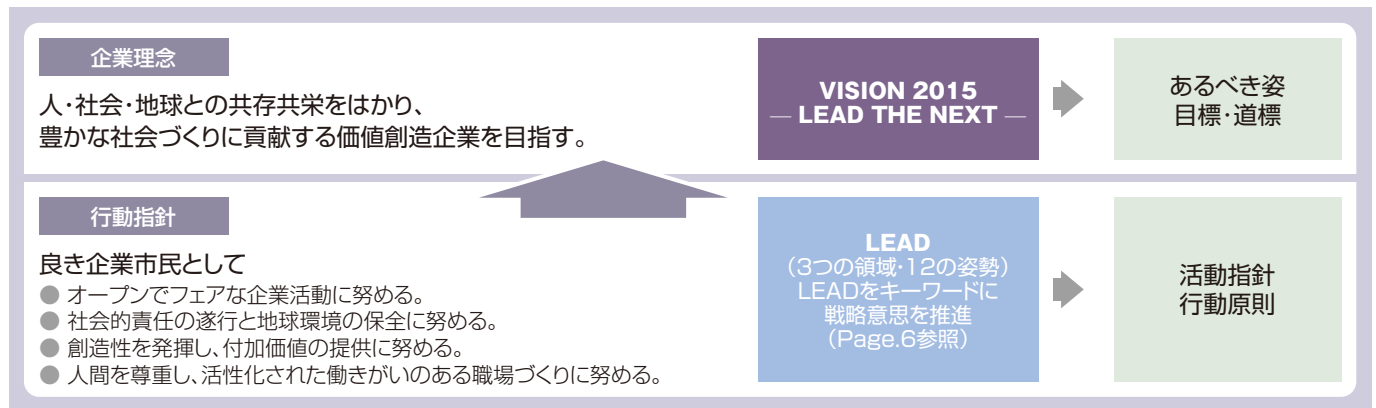 企業理念
人・社会・地球との共存共栄をはかり、
豊かな社会づくりに貢献する価値創造企業を目指す。
VISION 2015
— LEAD THE NEXT —
あるべき姿
目標・道標
行動指針
良き企業市民として
● オープンでフェアな企業活動に努める。
● 社会的責任の遂行と地球環境の保全に努める。
● 創造性を発揮し、付加価値の提供に努める。
● 人間を尊重し、活性化された働きがいのある職場づくりに努める。
LEAD
（3つの領域・12の姿勢）
LEADをキーワードに
戦略意思を推進
（Page.6参照）
活動指針
行動原則